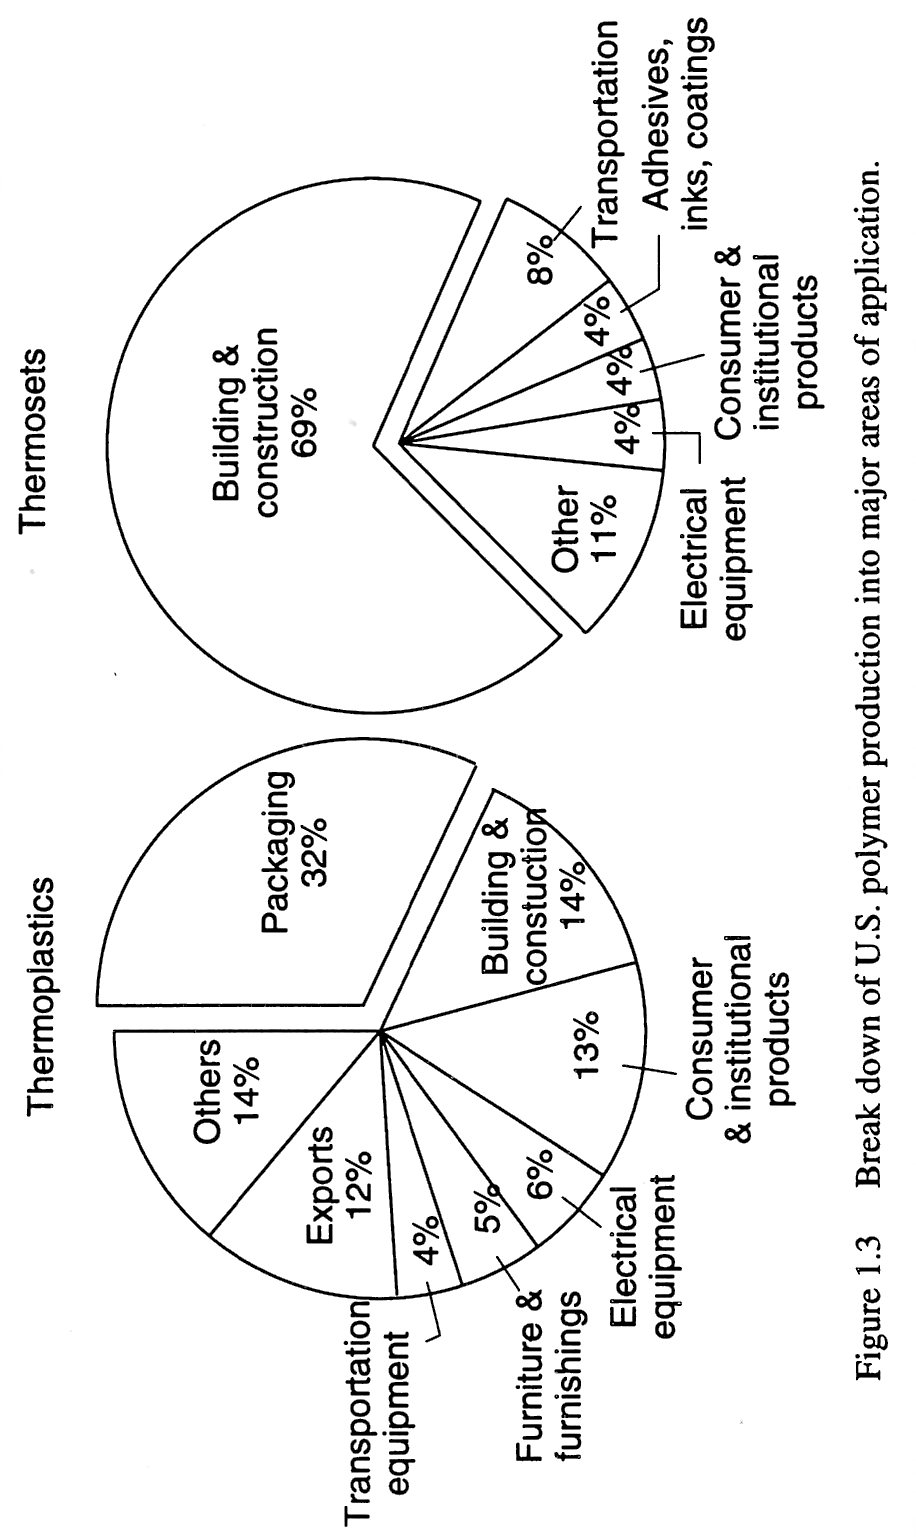 Thermoplastics
Others
14%
Packaging
32%
Exports
12%
Transportation
equipment
4%
Building &
constuction
14%
5%
Furniture &
furnishings
6%
Electrical
equipment
13%
Consumer
& institutional
products
Thermosets
Building &
construction
69%
8%
Transportation
4%
Adhesives,
inks, coatings
4%
Consumer &
institutional
products
4%
Electrical
equipment
Other
11%
Figure 1.3 Break down of U.S. polymer production into major areas of application.